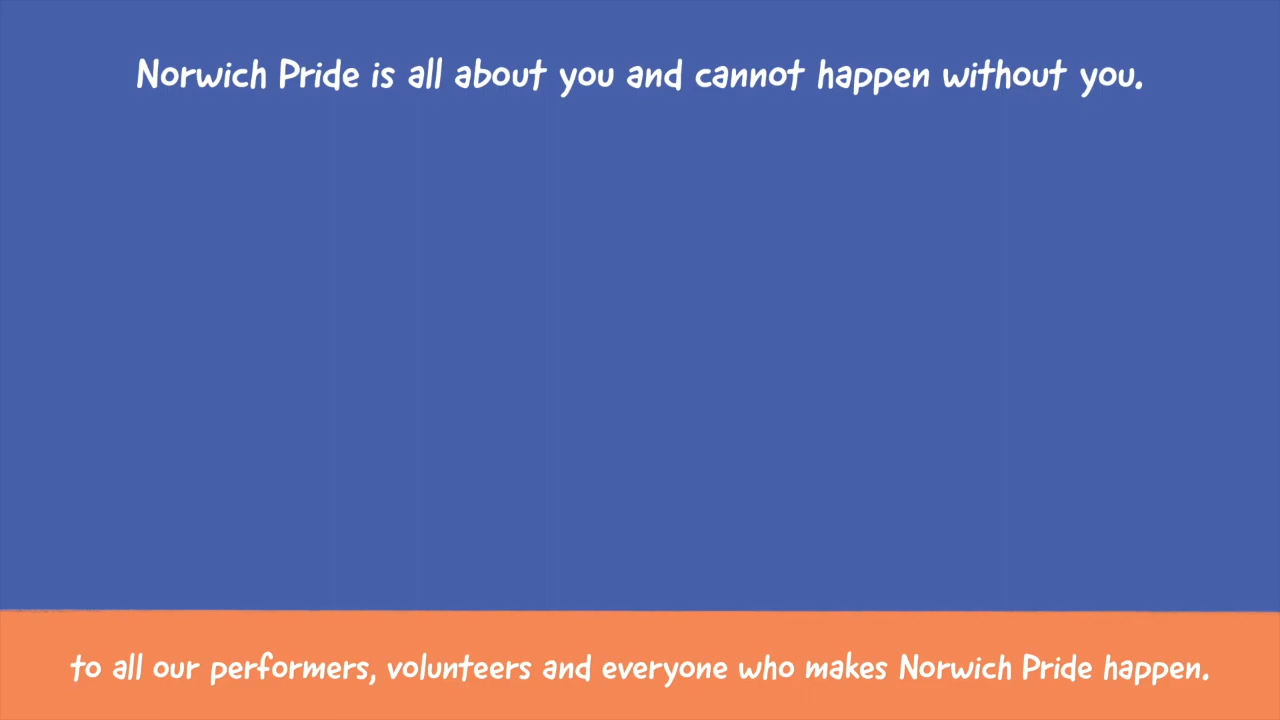 Norwich Pride is all about you and cannot happen without you.
to all our performers, volunteers and everyone who makes Norwich Pride happen.